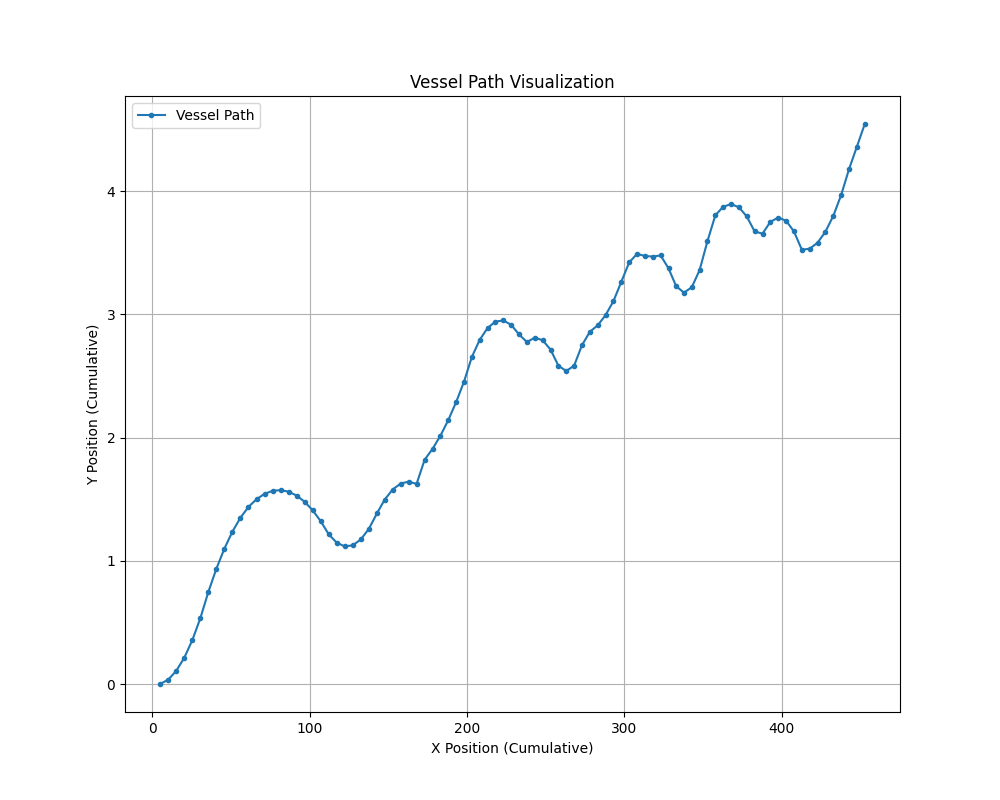 Vessel Path Visualization
Vessel Path
Y Position (Cumulative)
4
3
2
1
0
0 100 200 300 400
X Position (Cumulative)